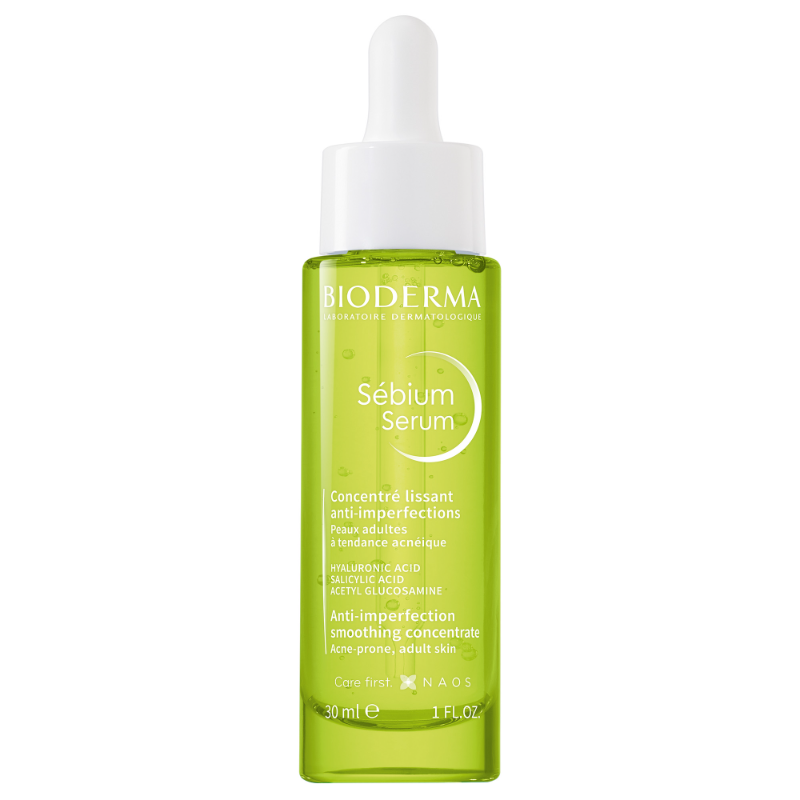 BIODERMA
LABORATOIRE DERMATOLOGIQUE
Sébium
Serum
Concentré lissant
anti-imperfections
Peaux adultes
à tendance acnéique
HYALURONIC ACID
SALICYLIC ACID
ACETYL GLUCOSAMINE
Anti-imperfection
smoothing concentrate
Acne-prone, adult skin
Care first. NAOS
30 ml ℮ 1 FL.OZ.